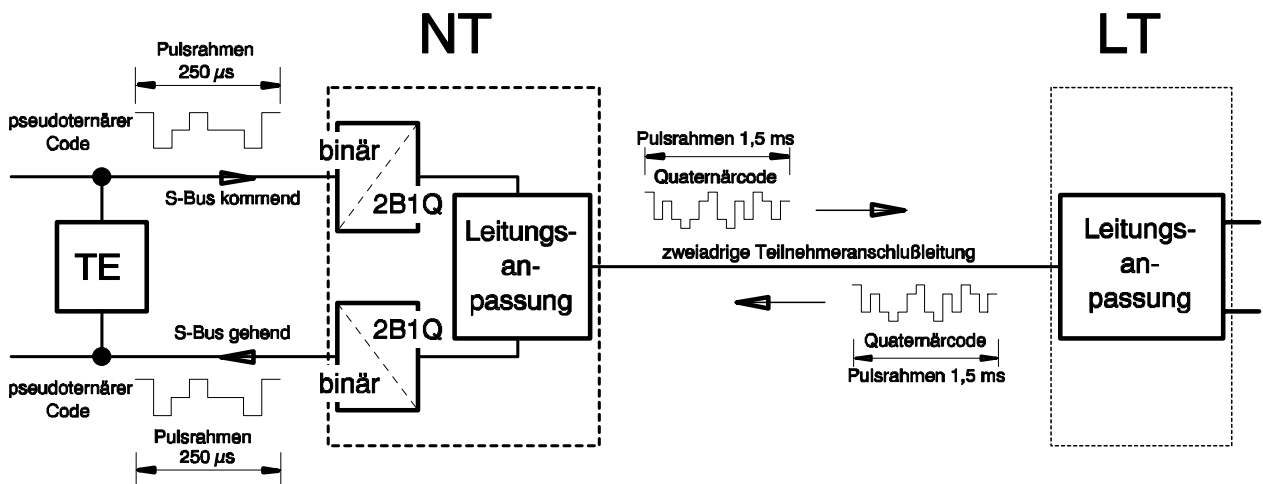 NT
LT
Pulsrahmen
250 µs
pseudoternärer
Code
S-Bus kommend
binär
2B1Q
Leitungs-
an-
passung
Pulsrahmen 1,5 ms
Quaternärcode
zweiadrige Teilnehmeranschlußleitung
Leitungs-
an-
passung
TE
S-Bus gehend
2B1Q
binär
Quaternärcode
Pulsrahmen 1,5 ms
pseudoternärer
Code
Pulsrahmen
250 µs